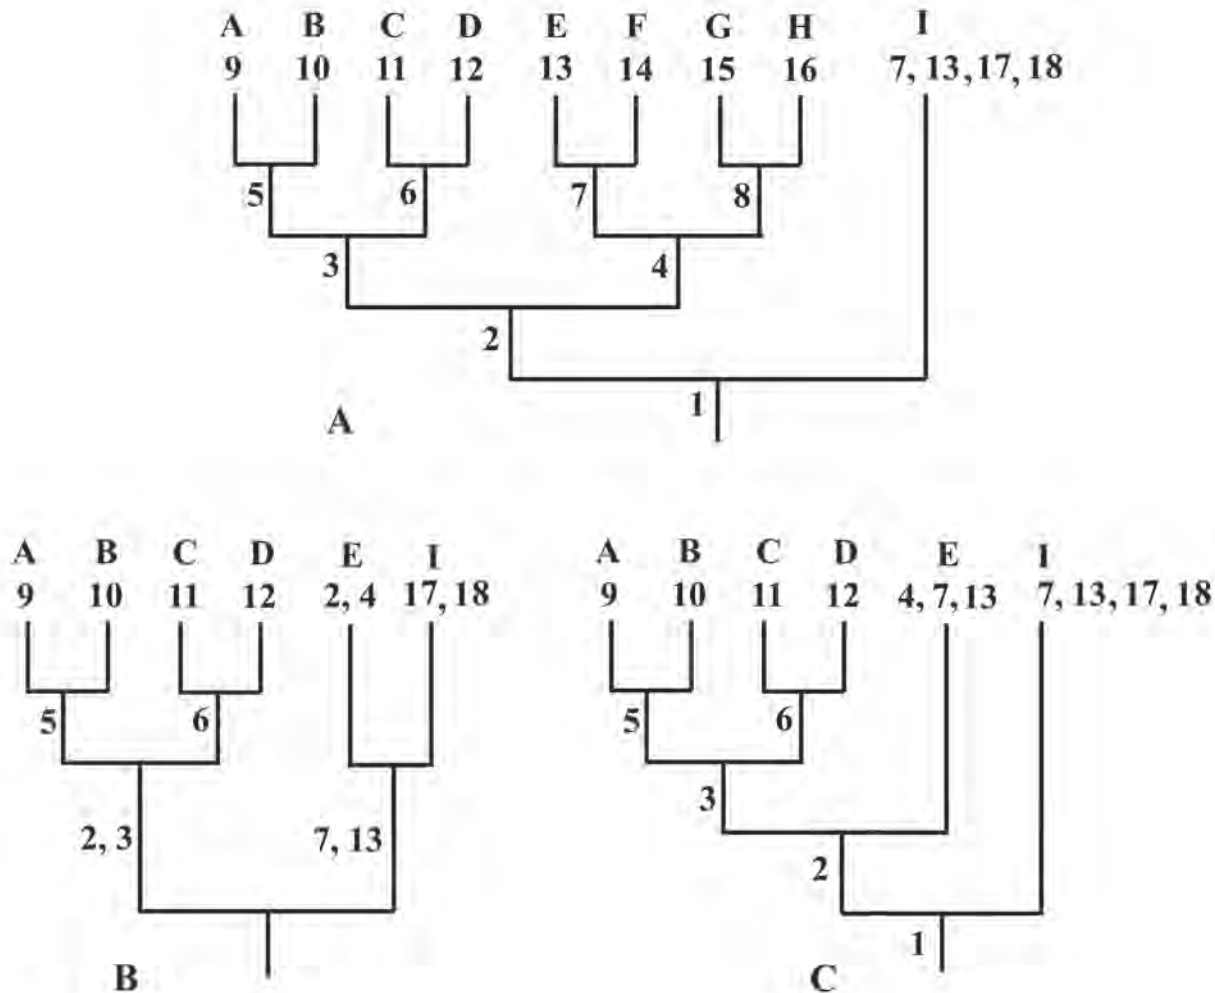 A B C D E F G H I
9 10 11 12 13 14 15 16 7, 13, 17, 18
5 6 7 8
3 4
2
1
A
A B C D E I
9 10 11 12 2, 4 17, 18
5 6
2, 3 7, 13
B
A B C D E I
9 10 11 12 4, 7, 13 7, 13, 17, 18
5 6
3
2
1
C